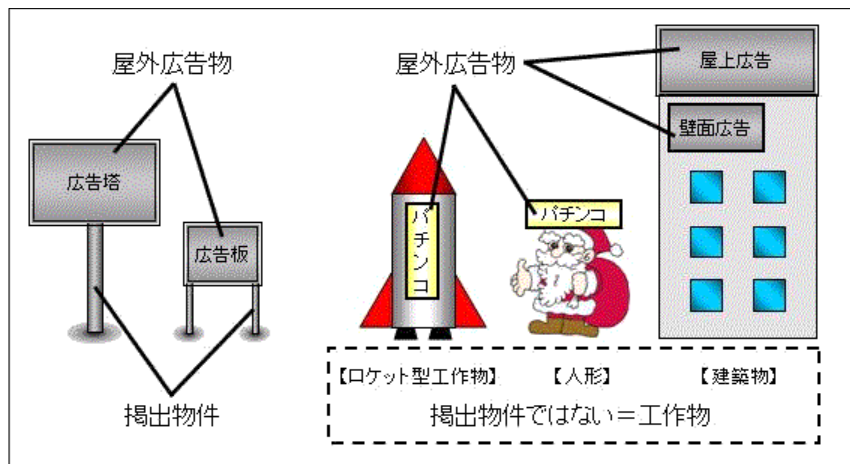 屋外広告物
広告塔
広告板
掲出物件
屋外広告物
屋上広告
壁面広告
パチンコ
パチンコ
【ロケット型工作物】
【人形】
【建築物】
掲出物件ではない＝工作物